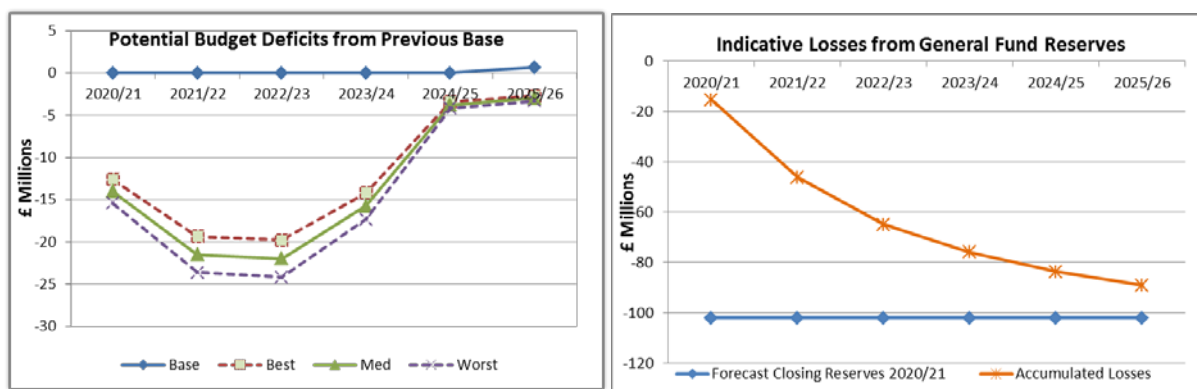 Potential Budget Deficits from Previous Base
5
0
-5
-10
-15
-20
-25
-30
£ Millions
2020/21 2021/22 2022/23 2023/24 2024/25 2025/26
Base Best Med Worst
Indicative Losses from General Fund Reserves
0
-20
-40
-60
-80
-100
-120
£ Millions
2020/21 2021/22 2022/23 2023/24 2024/25 2025/26
Forecast Closing Reserves 2020/21 Accumulated Losses